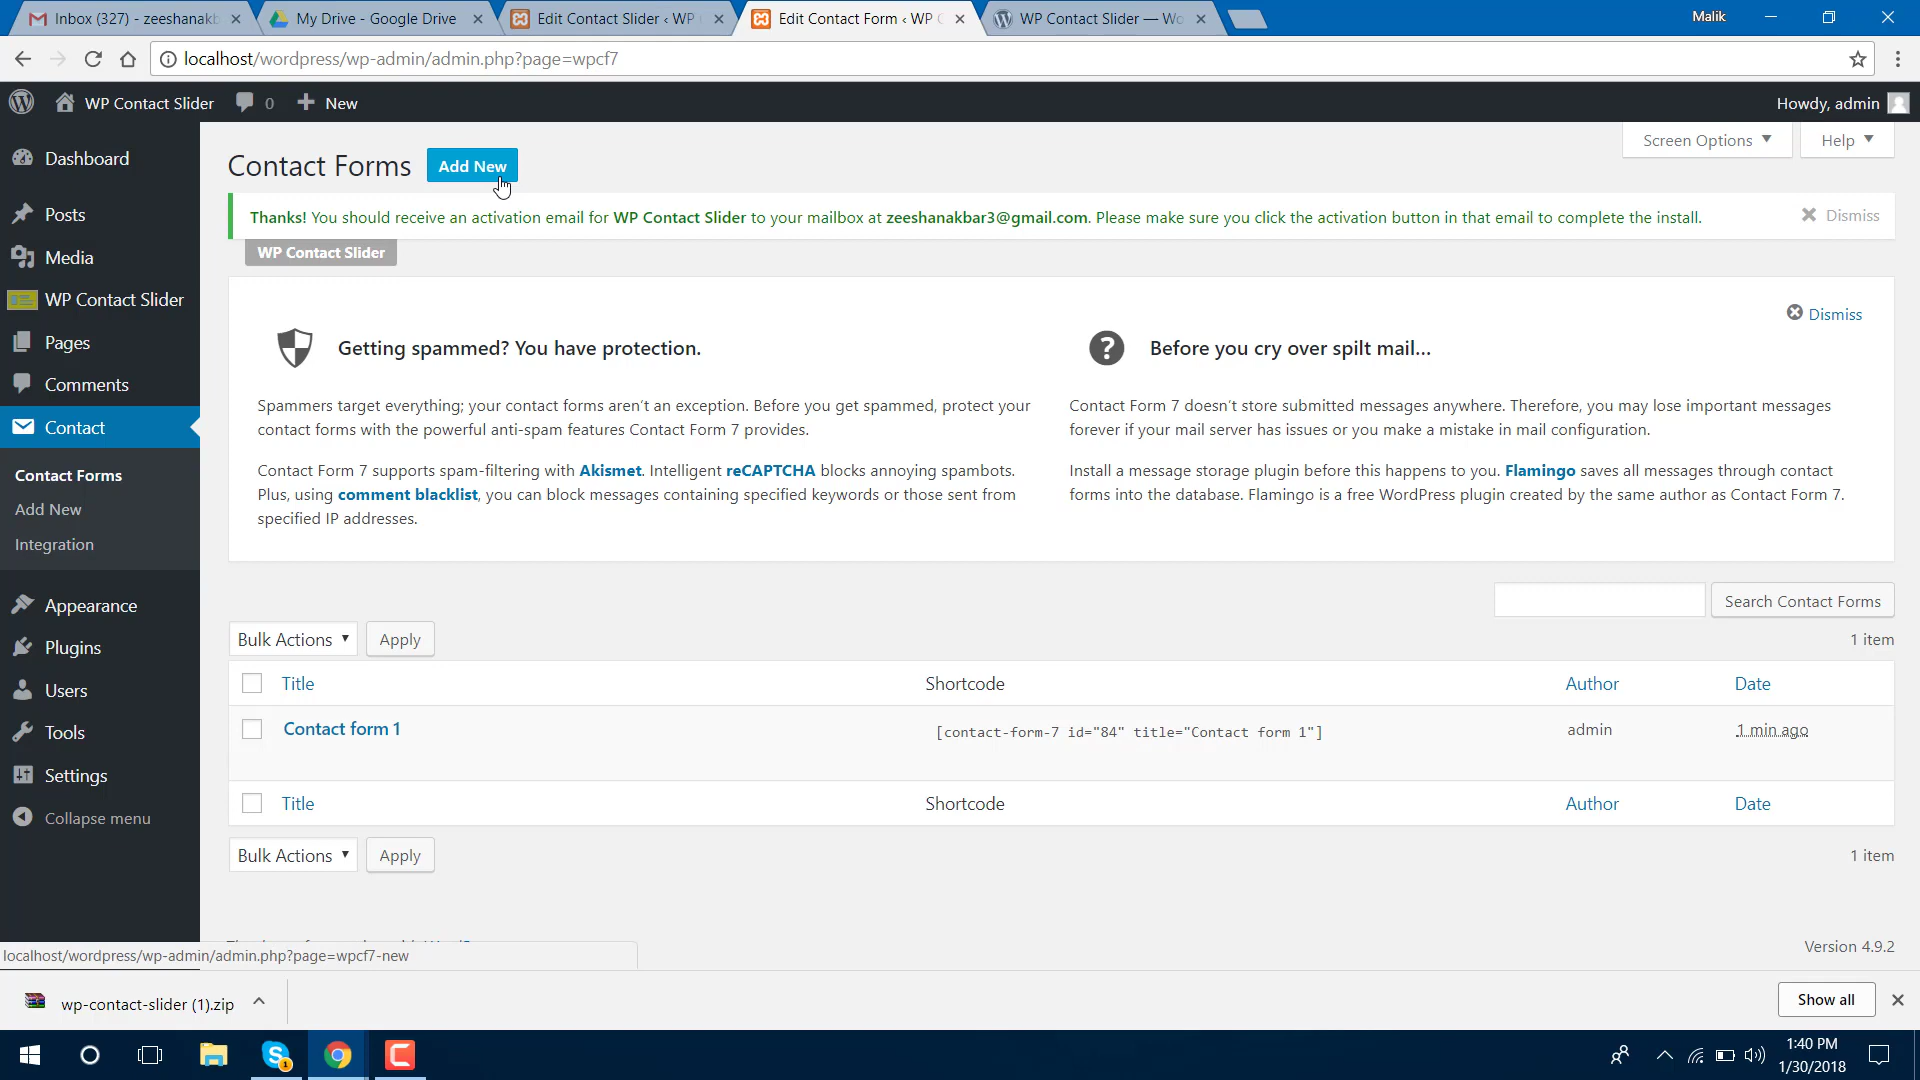 Inbox (327) - zeeshanakb
My Drive - Google Drive
Edit Contact Slider ‹ WP
Edit Contact Form ‹ WP C
WP Contact Slider — Wo
Malik
localhost/wordpress/wp-admin/admin.php?page=wpcf7
WP Contact Slider
0
New
Howdy, admin
Dashboard
Posts
Media
WP Contact Slider
Pages
Comments
Contact
Contact Forms
Add New
Integration
Appearance
Plugins
Users
Tools
Settings
Collapse menu
Screen Options
Help
Contact Forms
Add New
Thanks! You should receive an activation email for WP Contact Slider to your mailbox at zeeshanakbar3@gmail.com. Please make sure you click the activation button in that email to complete the install.
Dismiss
WP Contact Slider
Dismiss
Getting spammed? You have protection.
Spammers target everything; your contact forms aren't an exception. Before you get spammed, protect your
contact forms with the powerful anti-spam features Contact Form 7 provides.
Contact Form 7 supports spam-filtering with Akismet. Intelligent reCAPTCHA blocks annoying spambots.
Plus, using comment blacklist, you can block messages containing specified keywords or those sent from
specified IP addresses.
Before you cry over spilt mail...
Contact Form 7 doesn't store submitted messages anywhere. Therefore, you may lose important messages
forever if your mail server has issues or you make a mistake in mail configuration.
Install a message storage plugin before this happens to you. Flamingo saves all messages through contact
forms into the database. Flamingo is a free WordPress plugin created by the same author as Contact Form 7.
Search Contact Forms
Bulk Actions
Apply
1 item
Title
Shortcode
Author
Date
Contact form 1
[contact-form-7 id="84" title="Contact form 1"]
admin
1 min ago
Title
Shortcode
Author
Date
Bulk Actions
Apply
1 item
Version 4.9.2
localhost/wordpress/wp-admin/admin.php?page=wpcf7-new
wp-contact-slider (1).zip
Show all
1:40 PM
1/30/2018